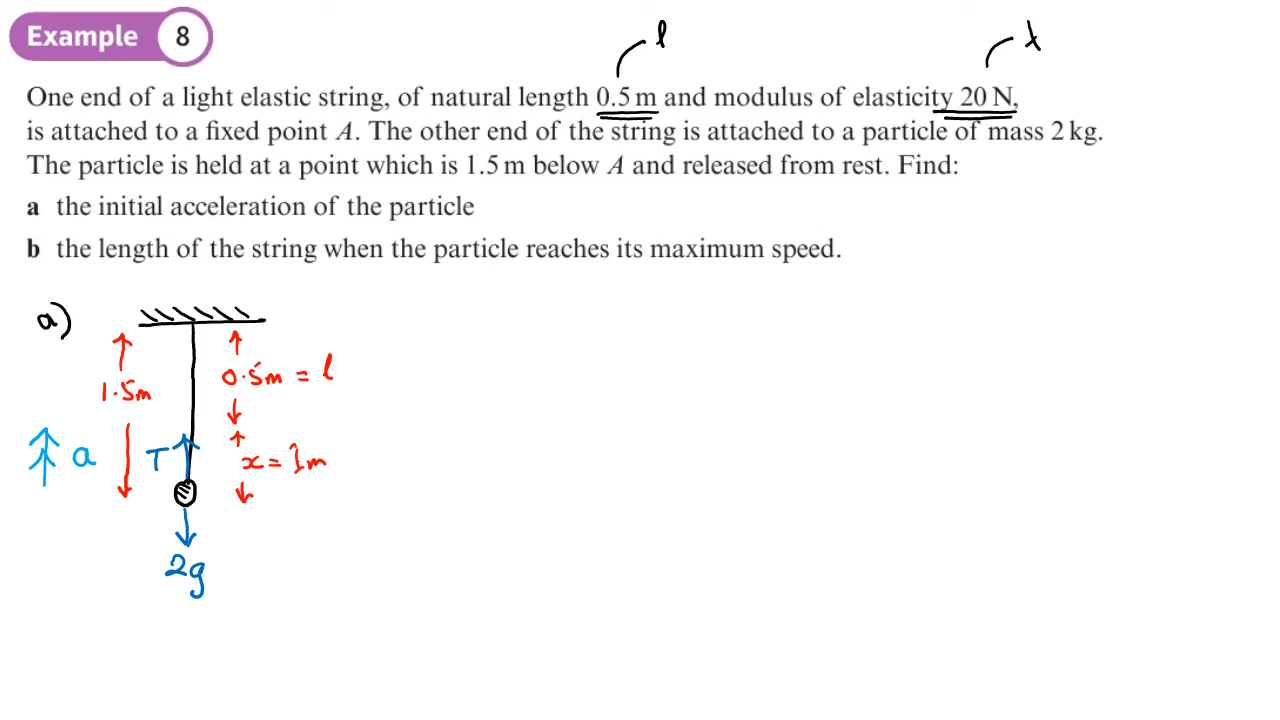 Example 8
l
λ
One end of a light elastic string, of natural length 0.5 m and modulus of elasticity 20 N,
is attached to a fixed point A. The other end of the string is attached to a particle of mass 2 kg.
The particle is held at a point which is 1.5 m below A and released from rest. Find:
a the initial acceleration of the particle
b the length of the string when the particle reaches its maximum speed.
a)
1.5m
0.5m = l
a
T
x = 1m
2g